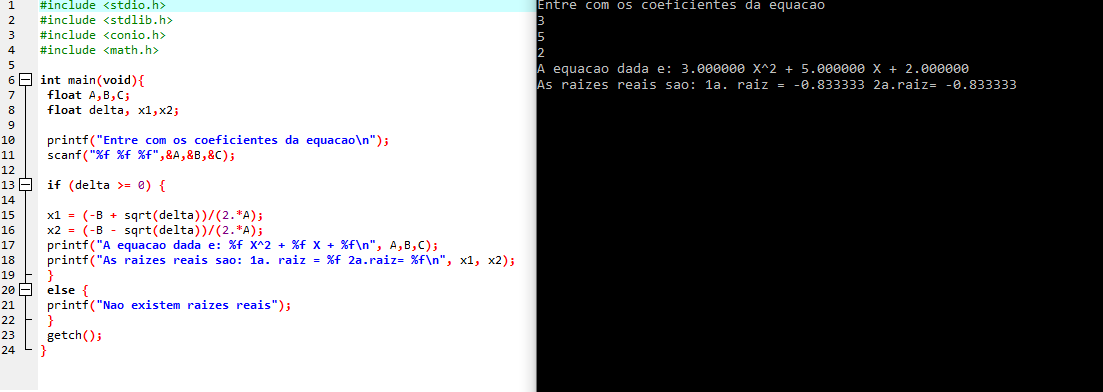 1 #include <stdio.h>
2 #include <stdlib.h>
3 #include <conio.h>
4 #include <math.h>
5
6 int main(void){
7 float A,B,C;
8 float delta, x1,x2;
9
10 printf("Entre com os coeficientes da equacao\n");
11 scanf("%f %f %f",&A,&B,&C);
12
13 if (delta >= 0) {
14
15 x1 = (-B + sqrt(delta))/(2.*A);
16 x2 = (-B - sqrt(delta))/(2.*A);
17 printf("A equacao dada e: %f X^2 + %f X + %f\n", A,B,C);
18 printf("As raizes reais sao: 1a. raiz = %f 2a.raiz= %f\n", x1, x2);
19 }
20 else {
21 printf("Nao existem raizes reais");
22 }
23 getch();
24 }
Entre com os coeficientes da equacao
3
5
2
A equacao dada e: 3.000000 X^2 + 5.000000 X + 2.000000
As raizes reais sao: 1a. raiz = -0.833333 2a.raiz= -0.833333